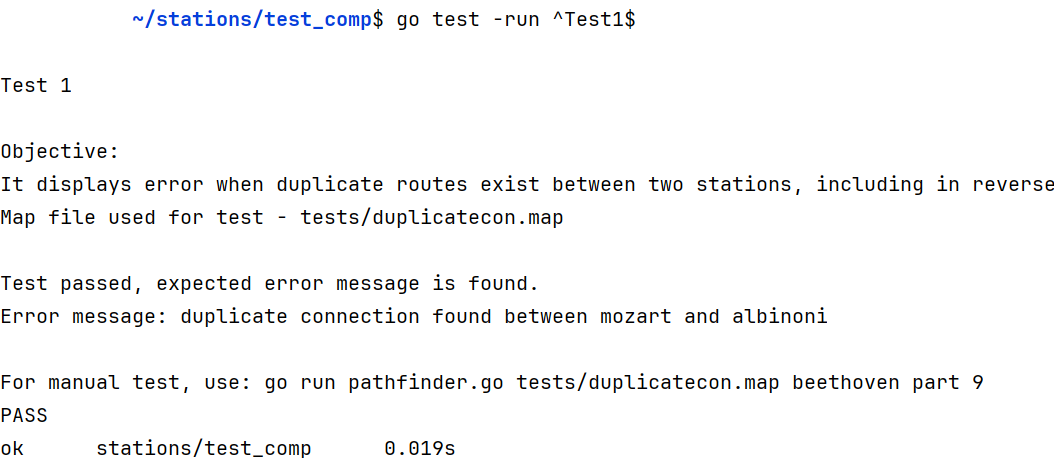 ~/stations/test_comp$ go test -run ^Test1$
Test 1
Objective:
It displays error when duplicate routes exist between two stations, including in reverse
Map file used for test - tests/duplicatecon.map
Test passed, expected error message is found.
Error message: duplicate connection found between mozart and albinoni
For manual test, use: go run pathfinder.go tests/duplicatecon.map beethoven part 9
PASS
ok      stations/test_comp      0.019s